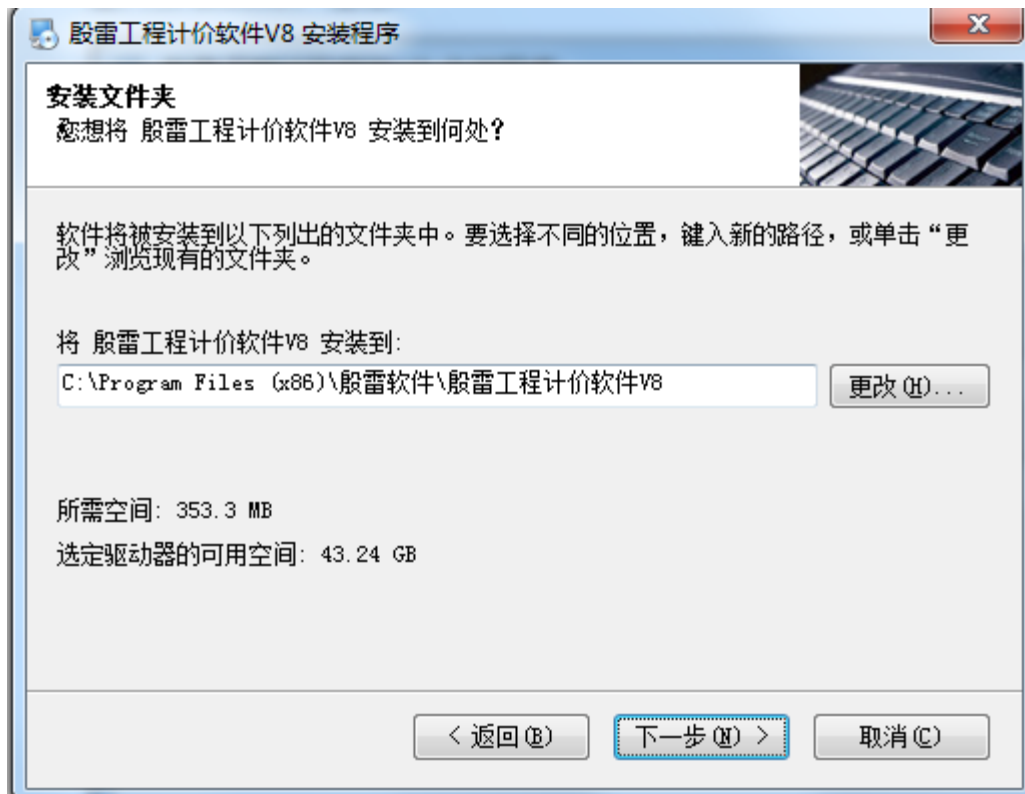 殷雷工程计价软件V8 安装程序
安装文件夹
您想将 殷雷工程计价软件V8 安装到何处？
软件将被安装到以下列出的文件夹中。要选择不同的位置，键入新的路径，或单击“更
改”浏览现有的文件夹。
将 殷雷工程计价软件V8 安装到:
C:\Program Files (x86)\殷雷软件\殷雷工程计价软件V8
更改(H)...
所需空间: 353.3 MB
选定驱动器的可用空间: 43.24 GB
< 返回(B)
下一步(N) >
取消(C)